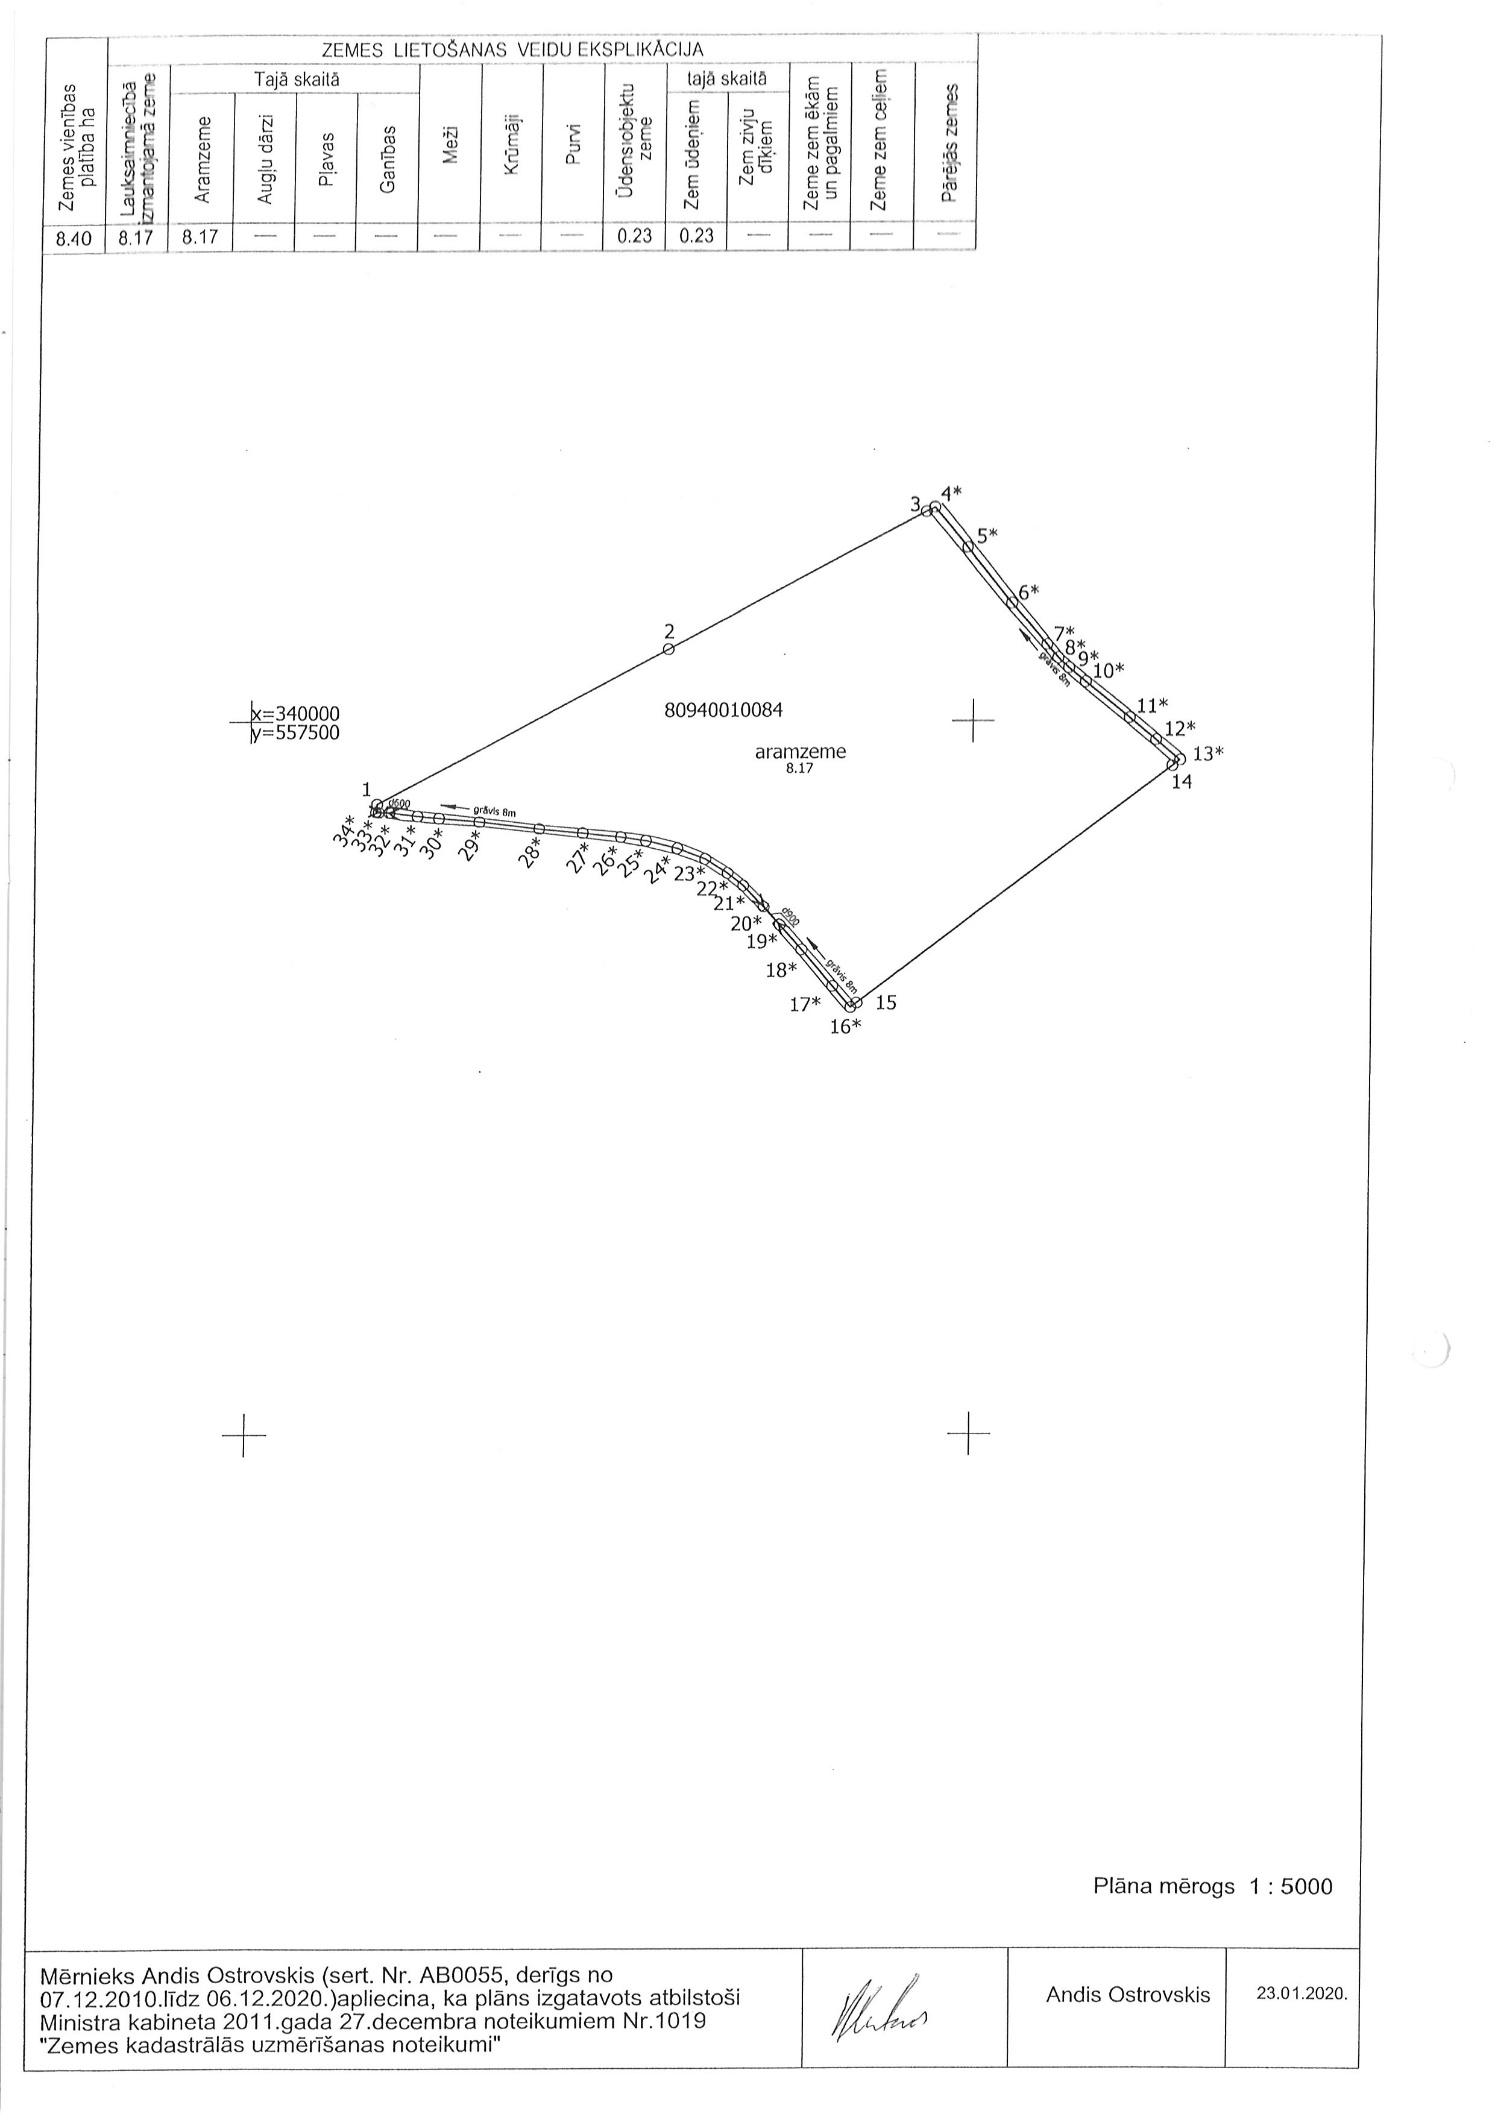 ZEMES LIETOŠANAS VEIDU EKSPLIKĀCIJA
Zemes vienības
platība ha
Lauksaimniecībā
izmantojamā zeme
Tajā skaitā
Aramzeme
Augļu dārzi
Pļavas
Ganības
Meži
Krūmāji
Purvi
Ūdensobjektu
zeme
tajā skaitā
Zem ūdeņiem
Zem zivju
dīķiem
Zeme zem ēkām
un pagalmiem
Zeme zem ceļiem
Pārējās zemes
8.40 8.17 8.17 — — — — — — 0.23 0.23 — — — —
3
4*
5*
6*
7*
8*
9*
10*
grāvis 8m
11*
12*
13*
14
2
x=340000
y=557500
80940010084
aramzeme
8.17
1
d600
grāvis 8m
34*
33*
32*
31*
30*
29*
28*
27*
26*
25*
24*
23*
22*
21*
20*
d900
19*
18*
grāvis 8m
17*
15
16*
Plāna mērogs 1 : 5000
Mērnieks Andis Ostrovskis (sert. Nr. AB0055, derīgs no
07.12.2010.līdz 06.12.2020.)apliecina, ka plāns izgatavots atbilstoši
Ministra kabineta 2011.gada 27.decembra noteikumiem Nr.1019
"Zemes kadastrālās uzmērīšanas noteikumi"
Andis Ostrovskis
23.01.2020.